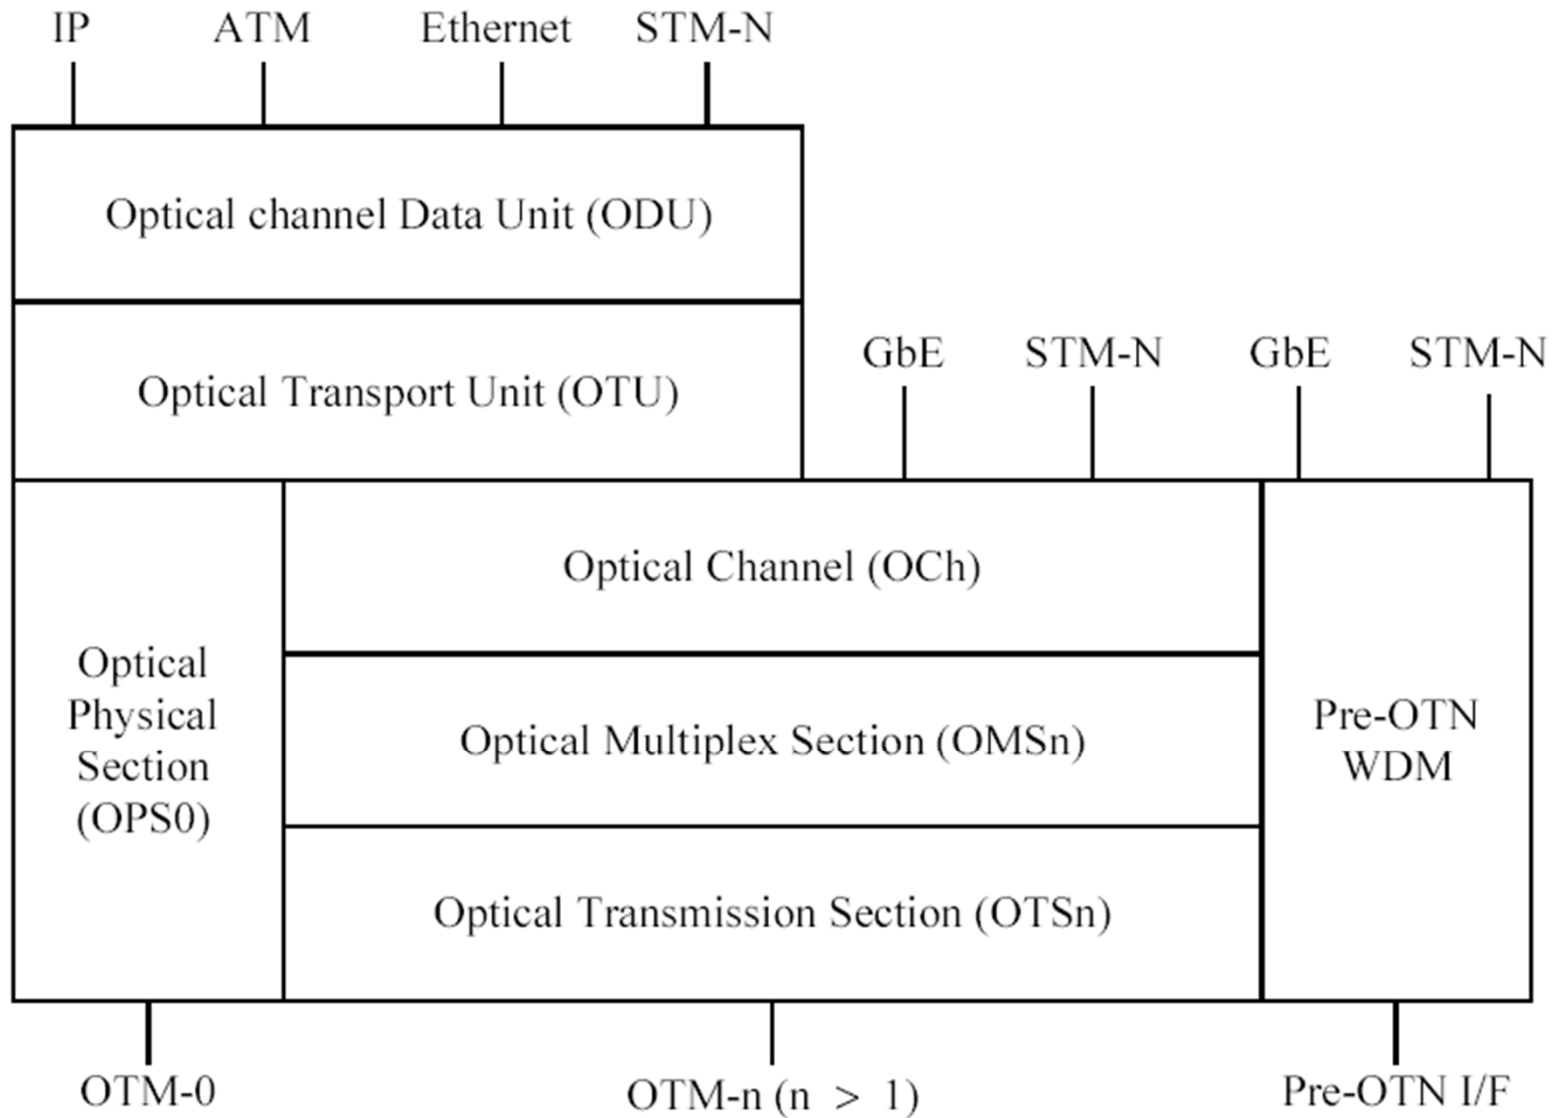 IP ATM Ethernet STM-N
Optical channel Data Unit (ODU)
Optical Transport Unit (OTU)
GbE STM-N GbE STM-N
Optical Channel (OCh)
Optical
Physical
Section
(OPS0)
Optical Multiplex Section (OMSn)
Pre-OTN
WDM
Optical Transmission Section (OTSn)
OTM-0 OTM-n (n > 1) Pre-OTN I/F